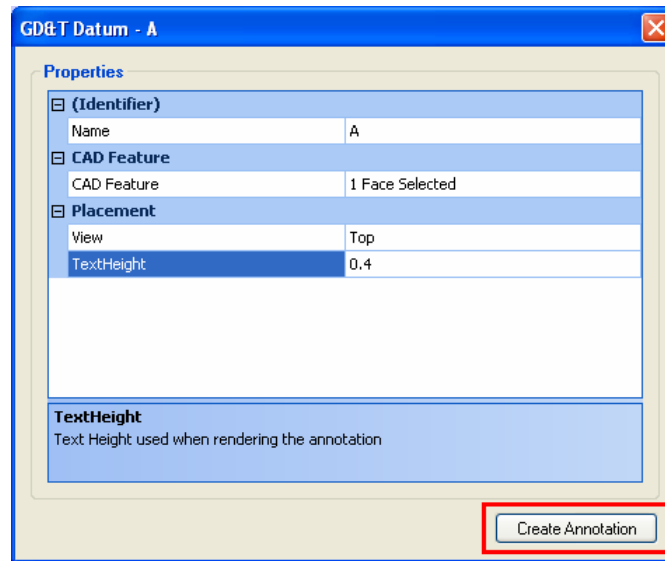 GD&T Datum - A
Properties
(Identifier)
Name A
CAD Feature
CAD Feature 1 Face Selected
Placement
View Top
TextHeight 0.4
TextHeight
Text Height used when rendering the annotation
Create Annotation